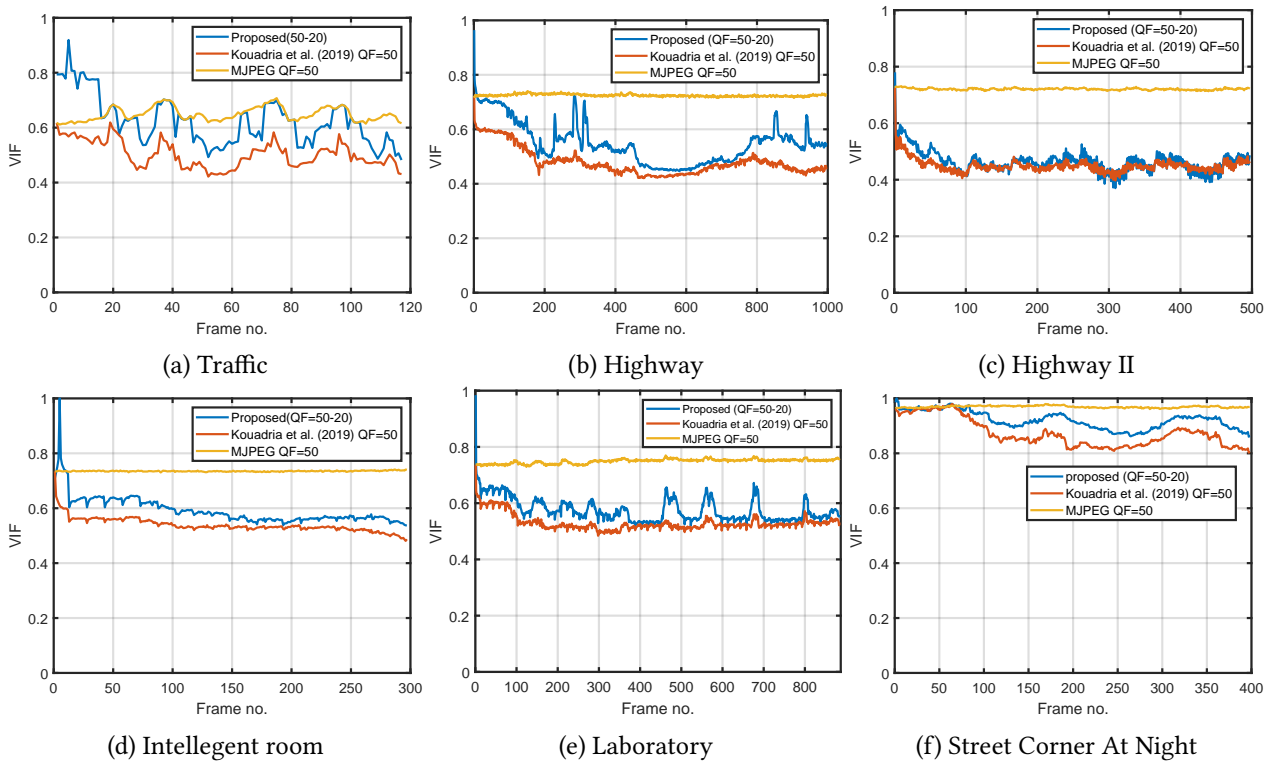 1
0.8
0.6
0.4
0.2
0
VIF
0 20 40 60 80 100 120
Frame no.
Proposed(50-20)
Kouadria et al. (2019) QF=50
MJPEG QF=50
(a) Traffic
1
0.8
0.6
0.4
0.2
0
VIF
0 200 400 600 800 1000
Frame no.
Proposed (QF=50-20)
Kouadria et al. (2019) QF=50
MJPEG QF=50
(b) Highway
1
0.8
0.6
0.4
0.2
0
VIF
0 100 200 300 400 500
Frame no.
Proposed (QF=50-20)
Kouadria et al. (2019) QF=50
MJPEG QF=50
(c) Highway II
1
0.8
0.6
0.4
0.2
0
VIF
0 50 100 150 200 250 300
Frame no.
Proposed(QF=50-20)
Kouadria et al. (2019) QF=50
MJPEG QF=50
(d) Intellegent room
1
0.8
0.6
0.4
0.2
0
VIF
0 100 200 300 400 500 600 700 800
Frame no.
Proposed (QF=50-20)
Kouadria et al. (2019) QF=50
MJPEG QF=50
(e) Laboratory
1
0.8
0.6
0.4
0.2
0
VIF
0 50 100 150 200 250 300 350 400
Frame no.
proposed (QF=50-20)
Kouadria et al. (2019) QF=50
MJPEG QF=50
(f) Street Corner At Night